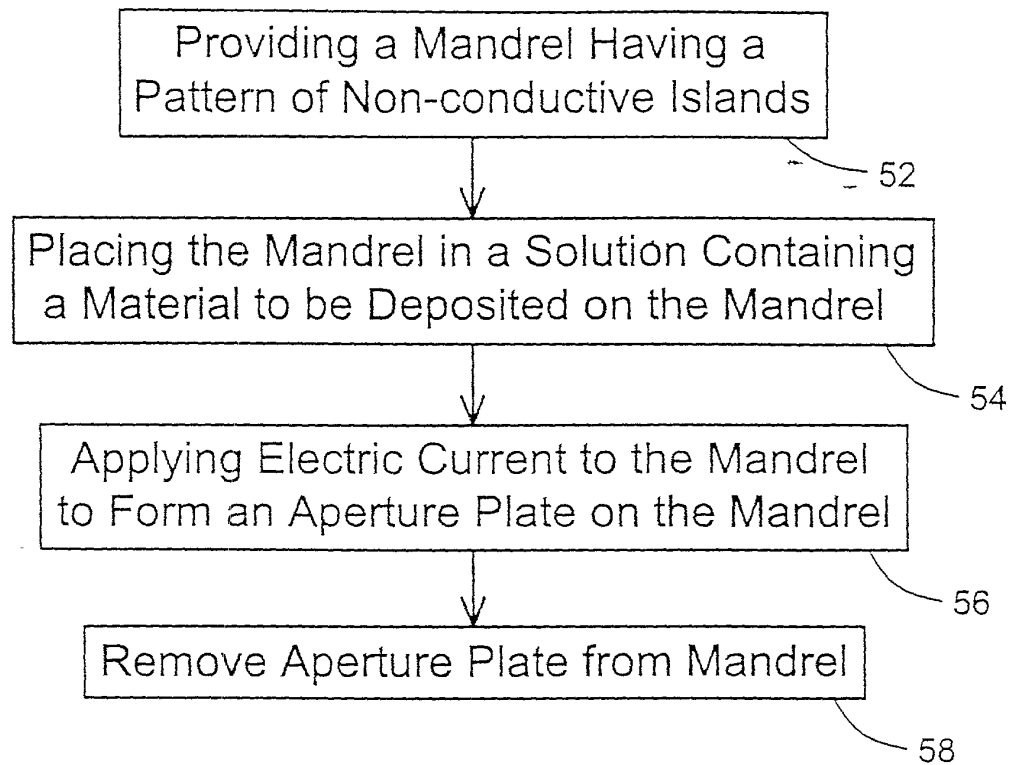 Providing a Mandrel Having a
Pattern of Non-conductive Islands
52
Placing the Mandrel in a Solution Containing
a Material to be Deposited on the Mandrel
54
Applying Electric Current to the Mandrel
to Form an Aperture Plate on the Mandrel
56
Remove Aperture Plate from Mandrel
58